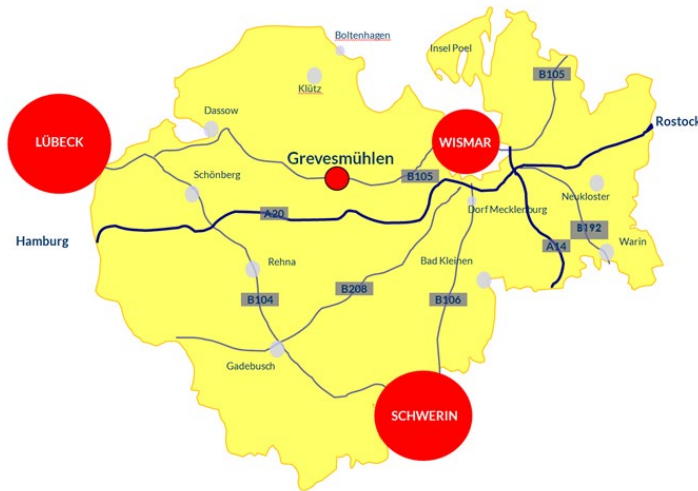 Boltenhagen
Insel Poel
B105
Klütz
Dassow
Rostock
LÜBECK
WISMAR
Grevesmühlen
B105
Schönberg
Neukloster
A20
Dorf Mecklenburg
B192
Hamburg
A14
Warin
Rehna
Bad Kleinen
B208
B104
B106
Gadebusch
SCHWERIN